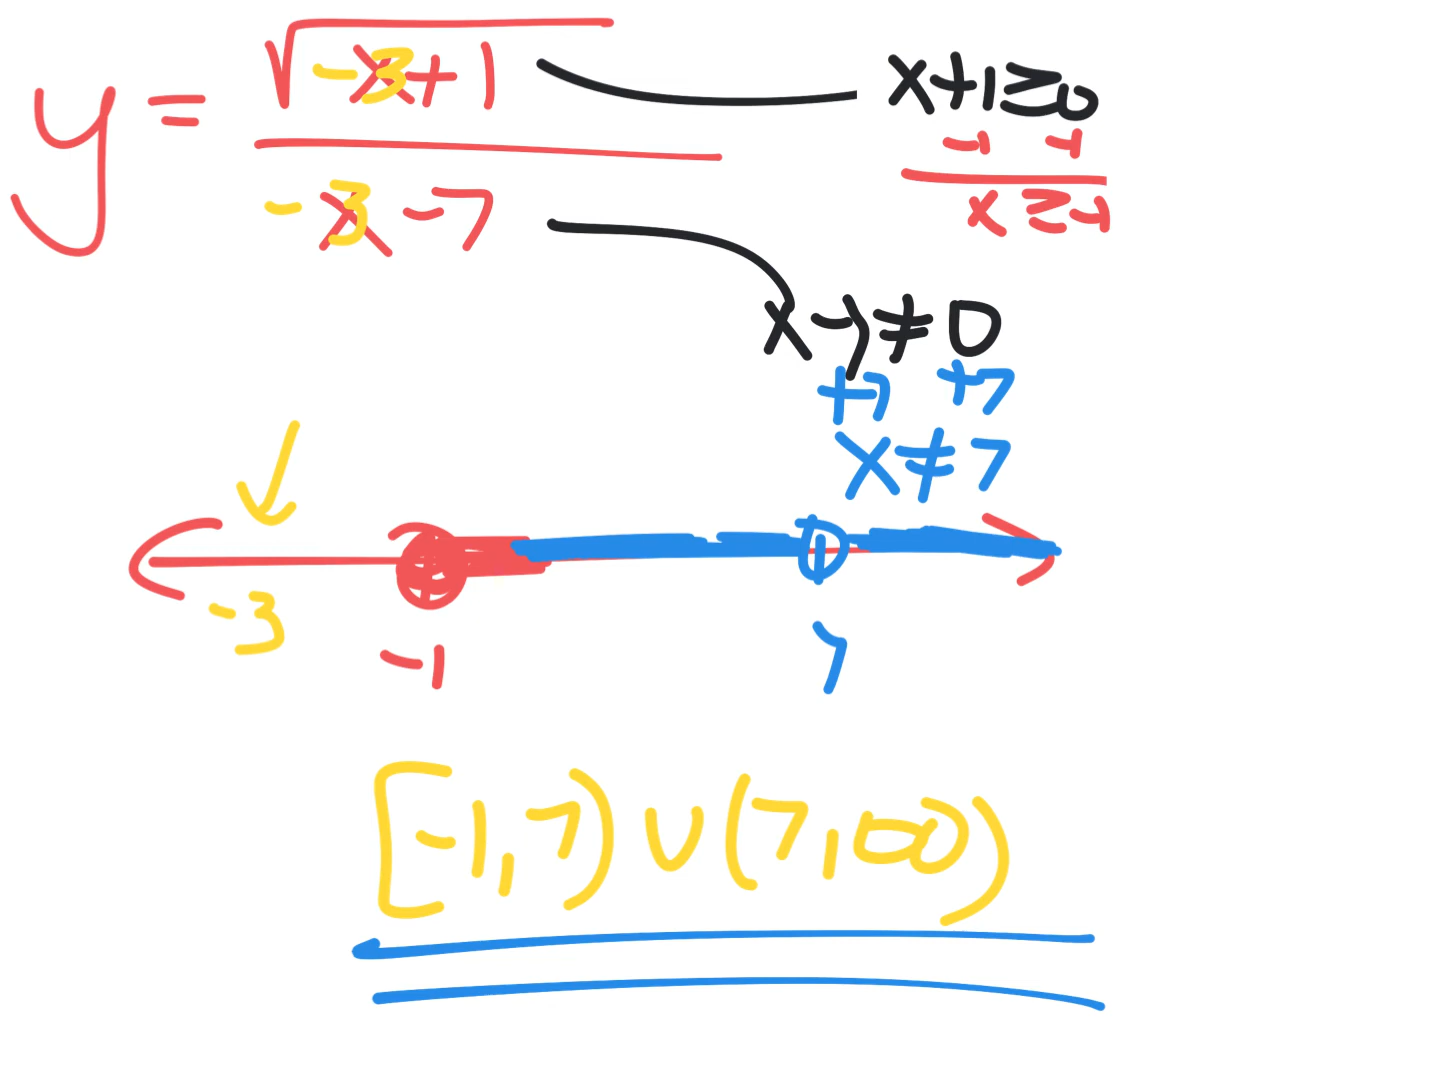 y = √(x+1) / (x-7)
-3
-3
x+1≥0
-1 -1
x≥-1
x-7≠0
+7 +7
x≠7
-3
-1
7
[-1,7)∪(7,∞)